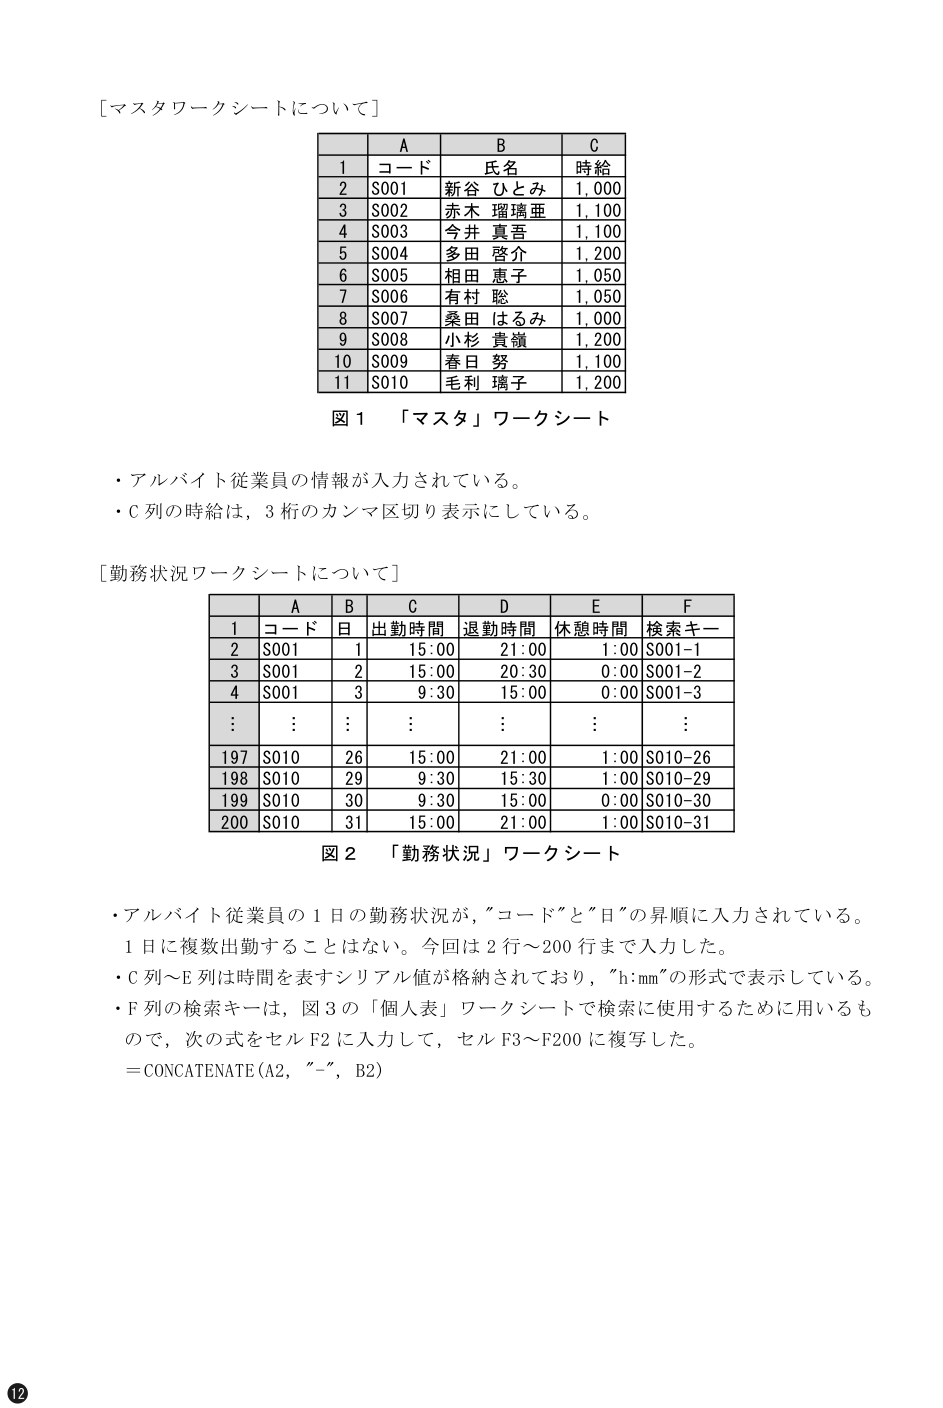 ［マスタワークシートについて］
A B C
1 コード 氏名 時給
2 S001 新谷 ひとみ 1,000
3 S002 赤木 瑠璃亜 1,100
4 S003 今井 真吾 1,100
5 S004 多田 啓介 1,200
6 S005 相田 恵子 1,050
7 S006 有村 聡 1,050
8 S007 桑田 はるみ 1,000
9 S008 小杉 貴嶺 1,200
10 S009 春日 努 1,100
11 S010 毛利 璃子 1,200
図１ 「マスタ」ワークシート
・アルバイト従業員の情報が入力されている。
・C 列の時給は，3 桁のカンマ区切り表示にしている。
［勤務状況ワークシートについて］
A B C D E F
1 コード 日 出勤時間 退勤時間 休憩時間 検索キー
2 S001 1 15:00 21:00 1:00 S001-1
3 S001 2 15:00 20:30 0:00 S001-2
4 S001 3 9:30 15:00 0:00 S001-3
⋮ ⋮ ⋮ ⋮ ⋮ ⋮ ⋮
197 S010 26 15:00 21:00 1:00 S010-26
198 S010 29 9:30 15:30 1:00 S010-29
199 S010 30 9:30 15:00 0:00 S010-30
200 S010 31 15:00 21:00 1:00 S010-31
図２ 「勤務状況」ワークシート
・アルバイト従業員の 1 日の勤務状況が，"コード"と"日"の昇順に入力されている。
1 日に複数出勤することはない。今回は 2 行～200 行まで入力した。
・C 列～E 列は時間を表すシリアル値が格納されており，"h:mm"の形式で表示している。
・F 列の検索キーは，図３の「個人表」ワークシートで検索に使用するために用いるも
ので，次の式をセル F2 に入力して，セル F3～F200 に複写した。
＝CONCATENATE(A2, "-", B2)
12